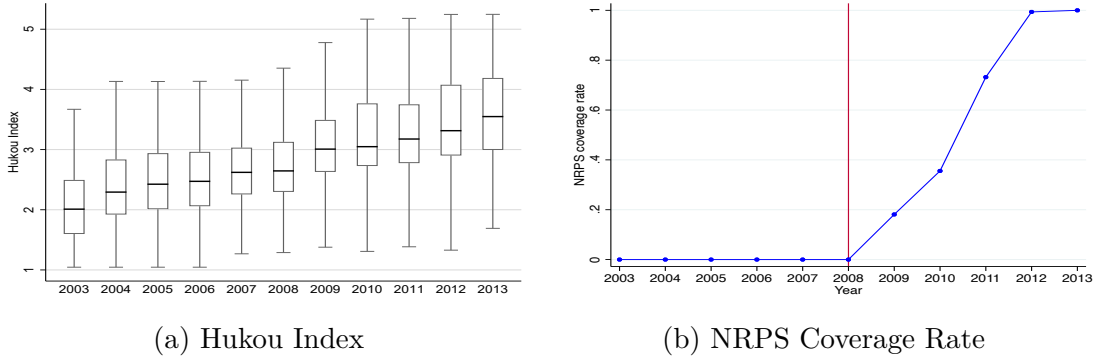 5
4
3
2
1
Hukou Index
2003 2004 2005 2006 2007 2008 2009 2010 2011 2012 2013
(a) Hukou Index
1
.8
.6
.4
.2
0
NRPS coverage rate
2003 2004 2005 2006 2007 2008 2009 2010 2011 2012 2013
Year
(b) NRPS Coverage Rate